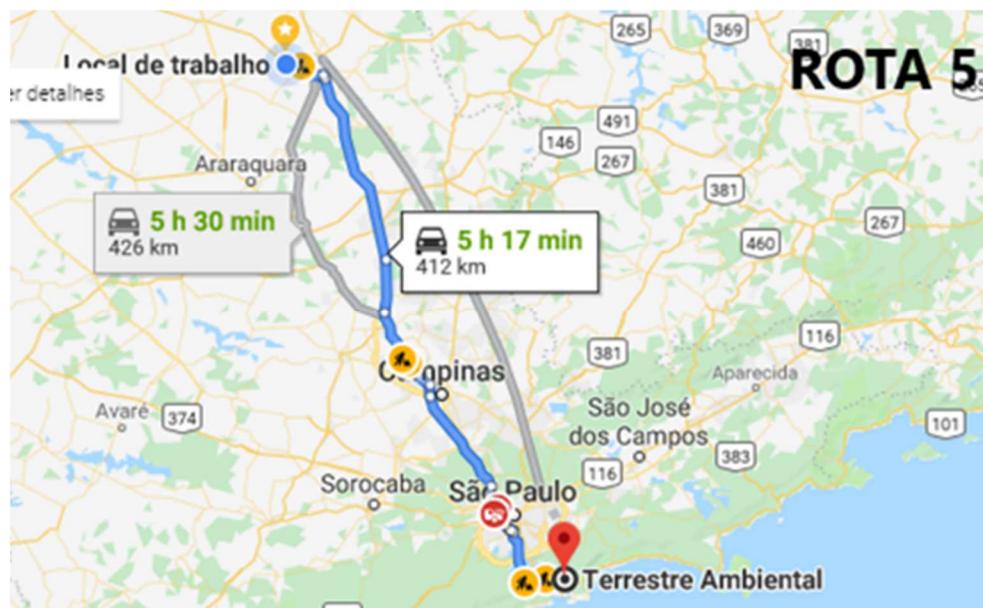 265
369
381
ROTA 5
Local de trabalho
er detalhes
491
146
267
Araraquara
381
267
5 h 30 min
426 km
5 h 17 min
412 km
460
116
381
Campinas
Aparecida
Avaré
374
São José
dos Campos
101
383
116
Sorocaba
São Paulo
Terrestre Ambiental